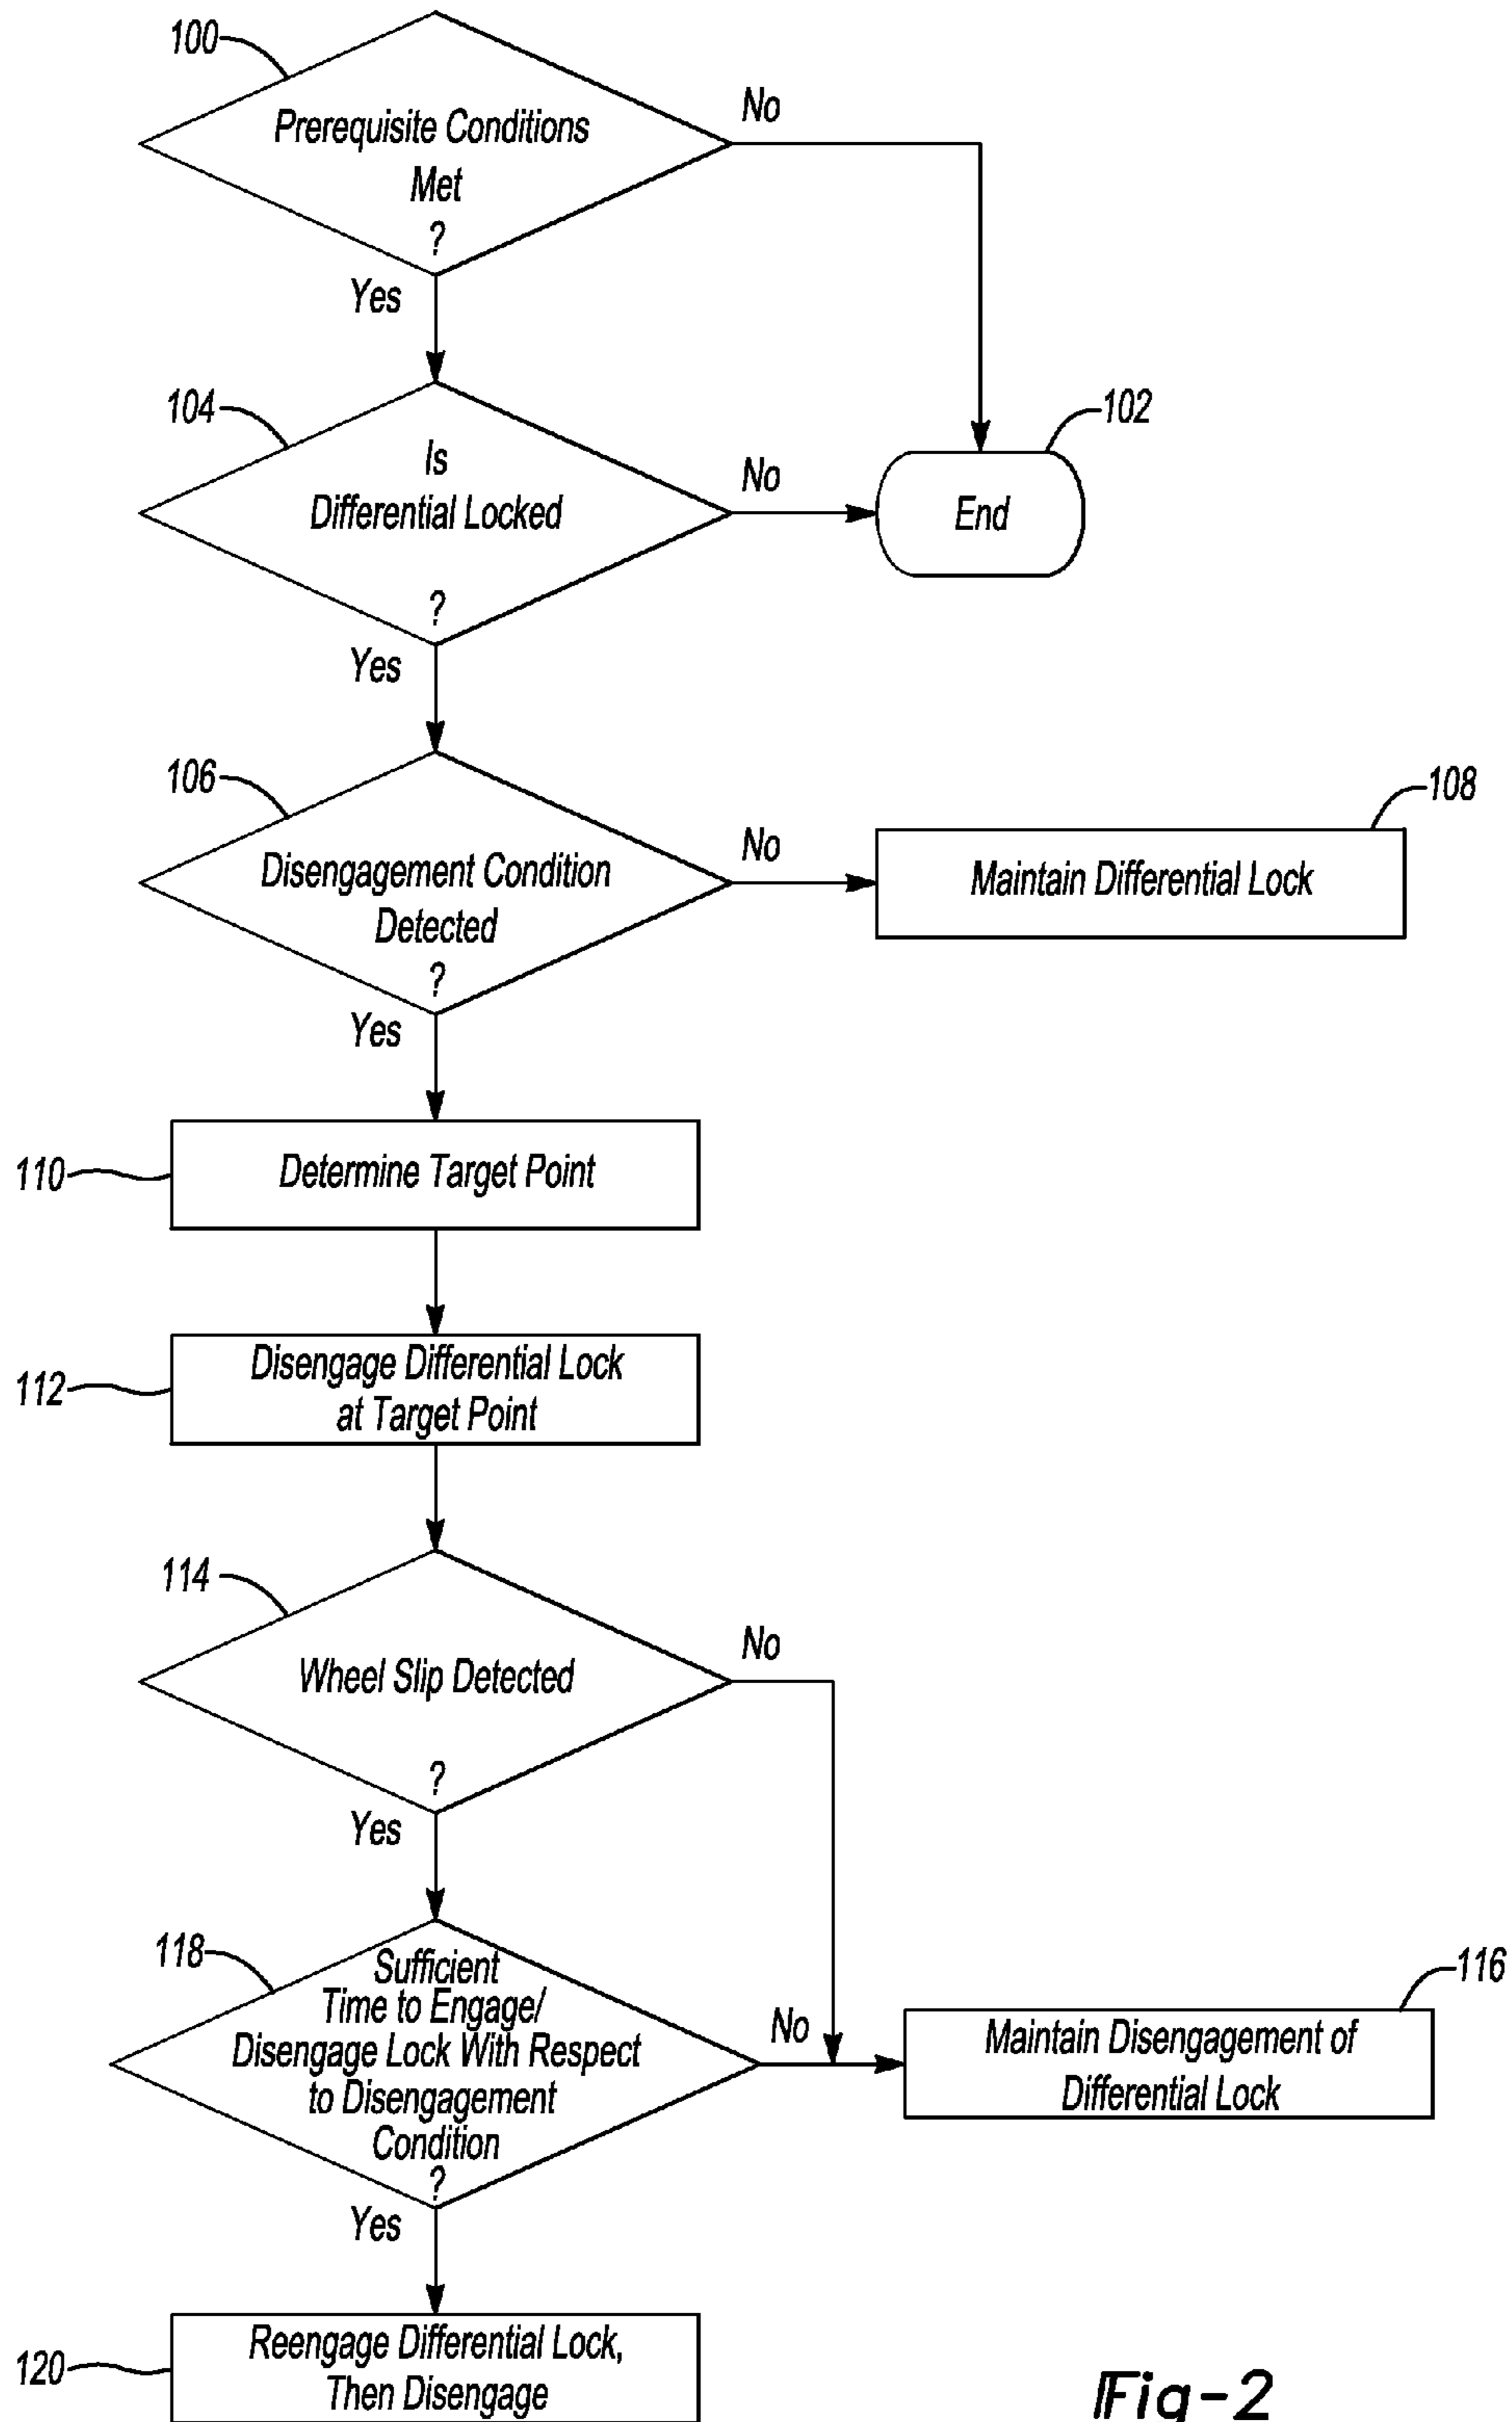 100
Prerequisite Conditions
Met
?
No
Yes
104
Is
Differential Locked
?
No
102
End
Yes
106
Disengagement Condition
Detected
?
No
108
Maintain Differential Lock
Yes
110
Determine Target Point
112
Disengage Differential Lock
at Target Point
114
Wheel Slip Detected
?
No
Yes
118
Sufficient
Time to Engage/
Disengage Lock With Respect
to Disengagement
Condition
?
No
116
Maintain Disengagement of
Differential Lock
Yes
120
Reengage Differential Lock,
Then Disengage
Fig-2